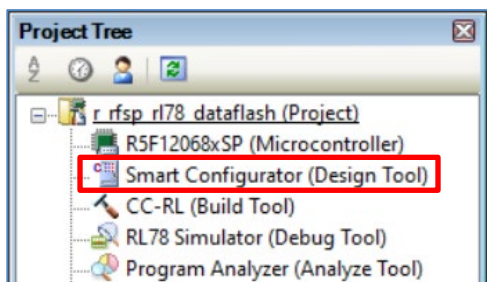 Project Tree
r_rfsp_rl78_dataflash (Project)
R5F12068xSP (Microcontroller)
Smart Configurator (Design Tool)
CC-RL (Build Tool)
RL78 Simulator (Debug Tool)
Program Analyzer (Analyze Tool)